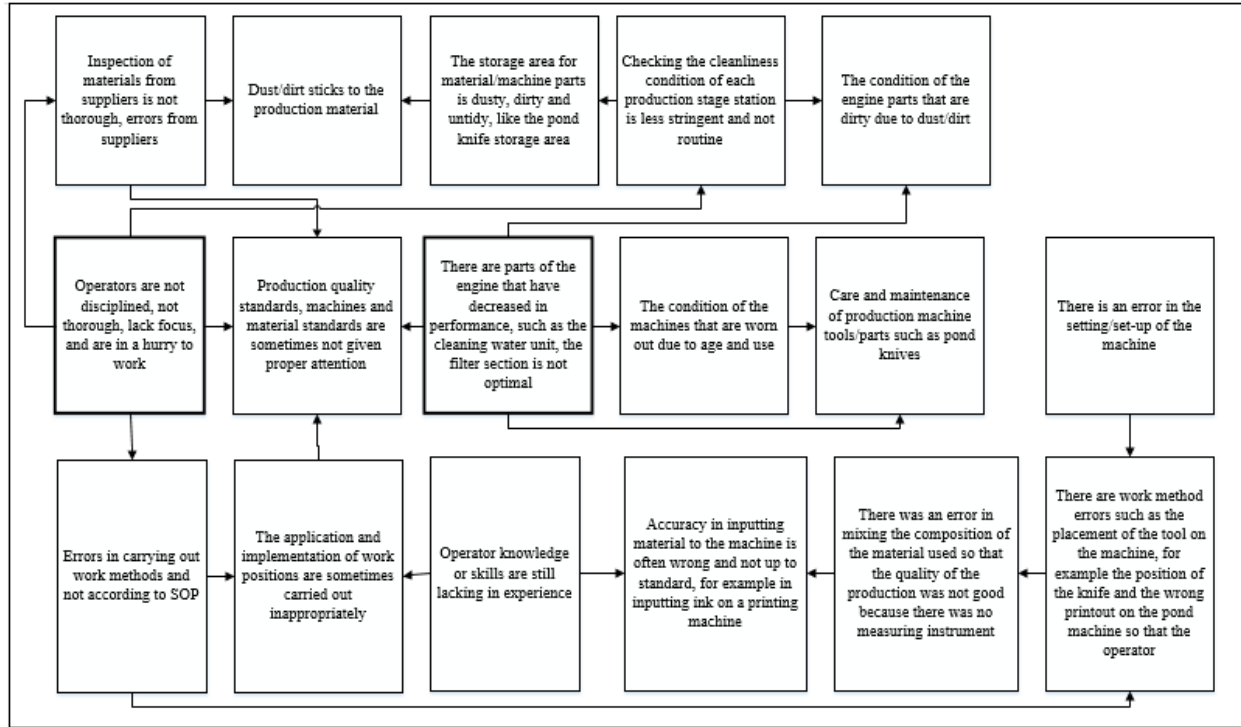 Inspection of
materials from
suppliers is not
thorough, errors from
suppliers
Dust/dirt sticks to the
production material
The storage area for
material/machine parts
is dusty, dirty and
untidy, like the pond
knife storage area
Checking the cleanliness
condition of each
production stage station
is less stringent and not
routine
The condition of the
engine parts that are
dirty due to dust/dirt
Operators are not
disciplined, not
thorough, lack focus,
and are in a hurry to
work
Production quality
standards, machines and
material standards are
sometimes not given
proper attention
There are parts of the
engine that have
decreased in
performance, such as the
cleaning water unit, the
filter section is not
optimal
The condition of the
machines that are worn
out due to age and use
Care and maintenance
of production machine
tools/parts such as pond
knives
There is an error in the
setting/set-up of the
machine
Errors in carrying out
work methods and
not according to SOP
The application and
implementation of work
positions are sometimes
carried out
inappropriately
Operator knowledge
or skills are still
lacking in experience
Accuracy in inputting
material to the machine is
often wrong and not up to
standard, for example in
inputting ink on a printing
machine
There was an error in
mixing the composition of
the material used so that
the quality of the
production was not good
because there was no
measuring instrument
There are work method
errors such as the
placement of the tool on
the machine, for
example the position of
the knife and the wrong
printout on the pond
machine so that the
operator